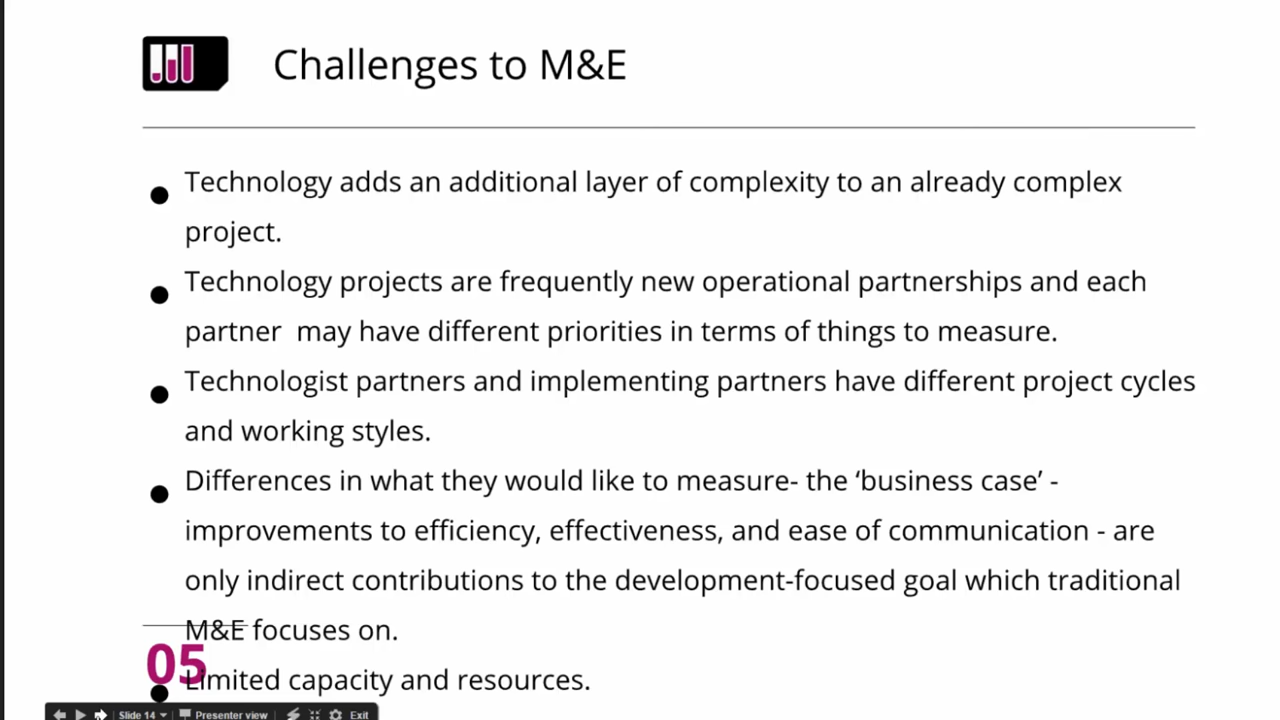 Challenges to M&E
Technology adds an additional layer of complexity to an already complex
project.
Technology projects are frequently new operational partnerships and each
partner  may have different priorities in terms of things to measure.
Technologist partners and implementing partners have different project cycles
and working styles.
Differences in what they would like to measure- the ‘business case’ -
improvements to efficiency, effectiveness, and ease of communication - are
only indirect contributions to the development-focused goal which traditional
M&E focuses on.
05
Limited capacity and resources.
Slide 14 Presenter view Exit